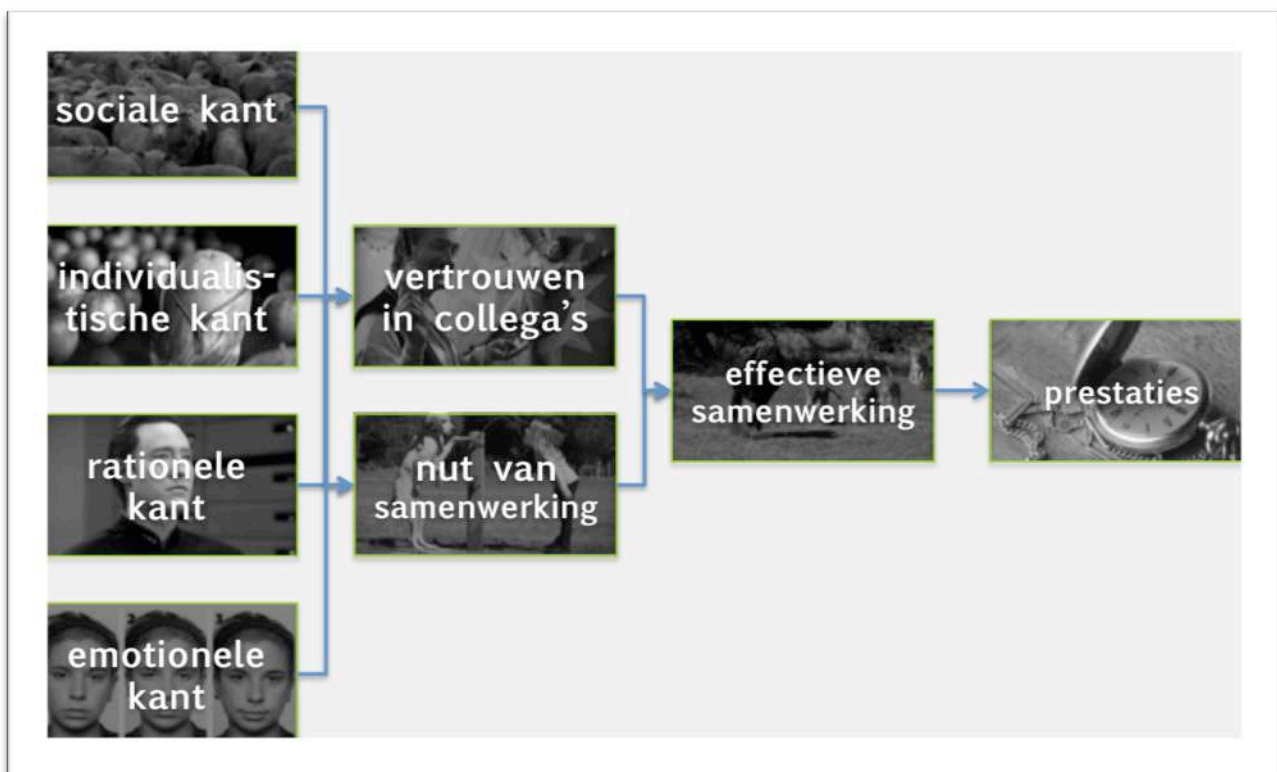 sociale kant
individualis-
tische kant
rationele
kant
emotionele
kant
vertrouwen
in collega's
nut van
samenwerking
effectieve
samenwerking
prestaties